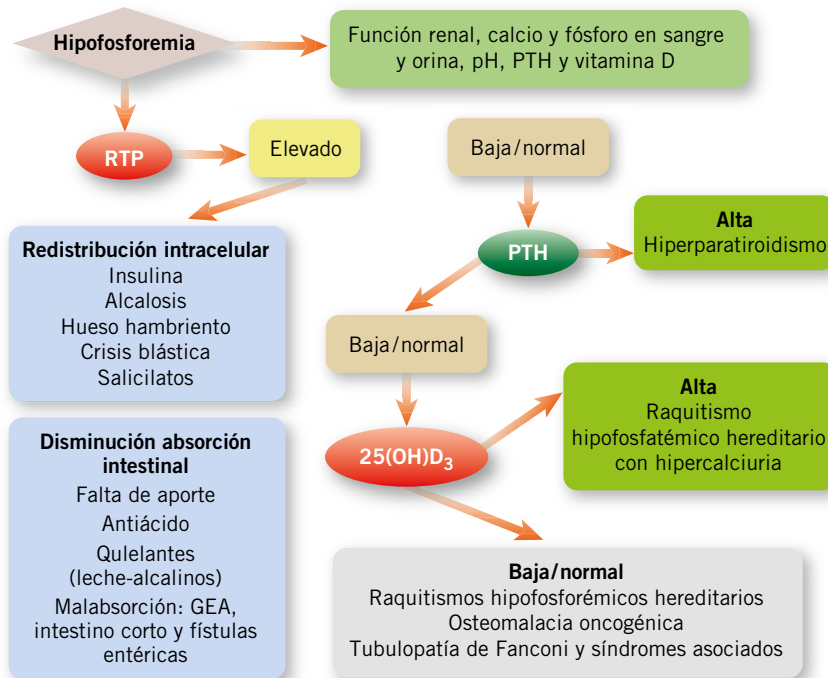 Hipofosforemia
Función renal, calcio y fósforo en sangre
y orina, pH, PTH y vitamina D
RTP
Elevado
Redistribución intracelular
Insulina
Alcalosis
Hueso hambriento
Crisis blástica
Salicilatos
Disminución absorción
intestinal
Falta de aporte
Antiácido
Qulelantes
(leche-alcalinos)
Malabsorción: GEA,
intestino corto y fístulas
entéricas
Baja/normal
PTH
Alta
Hiperparatiroidismo
Baja/normal
25(OH)D₃
Alta
Raquitismo
hipofosfatémico hereditario
con hipercalciuria
Baja/normal
Raquitismos hipofosforémicos hereditarios
Osteomalacia oncogénica
Tubulopatía de Fanconi y síndromes asociados